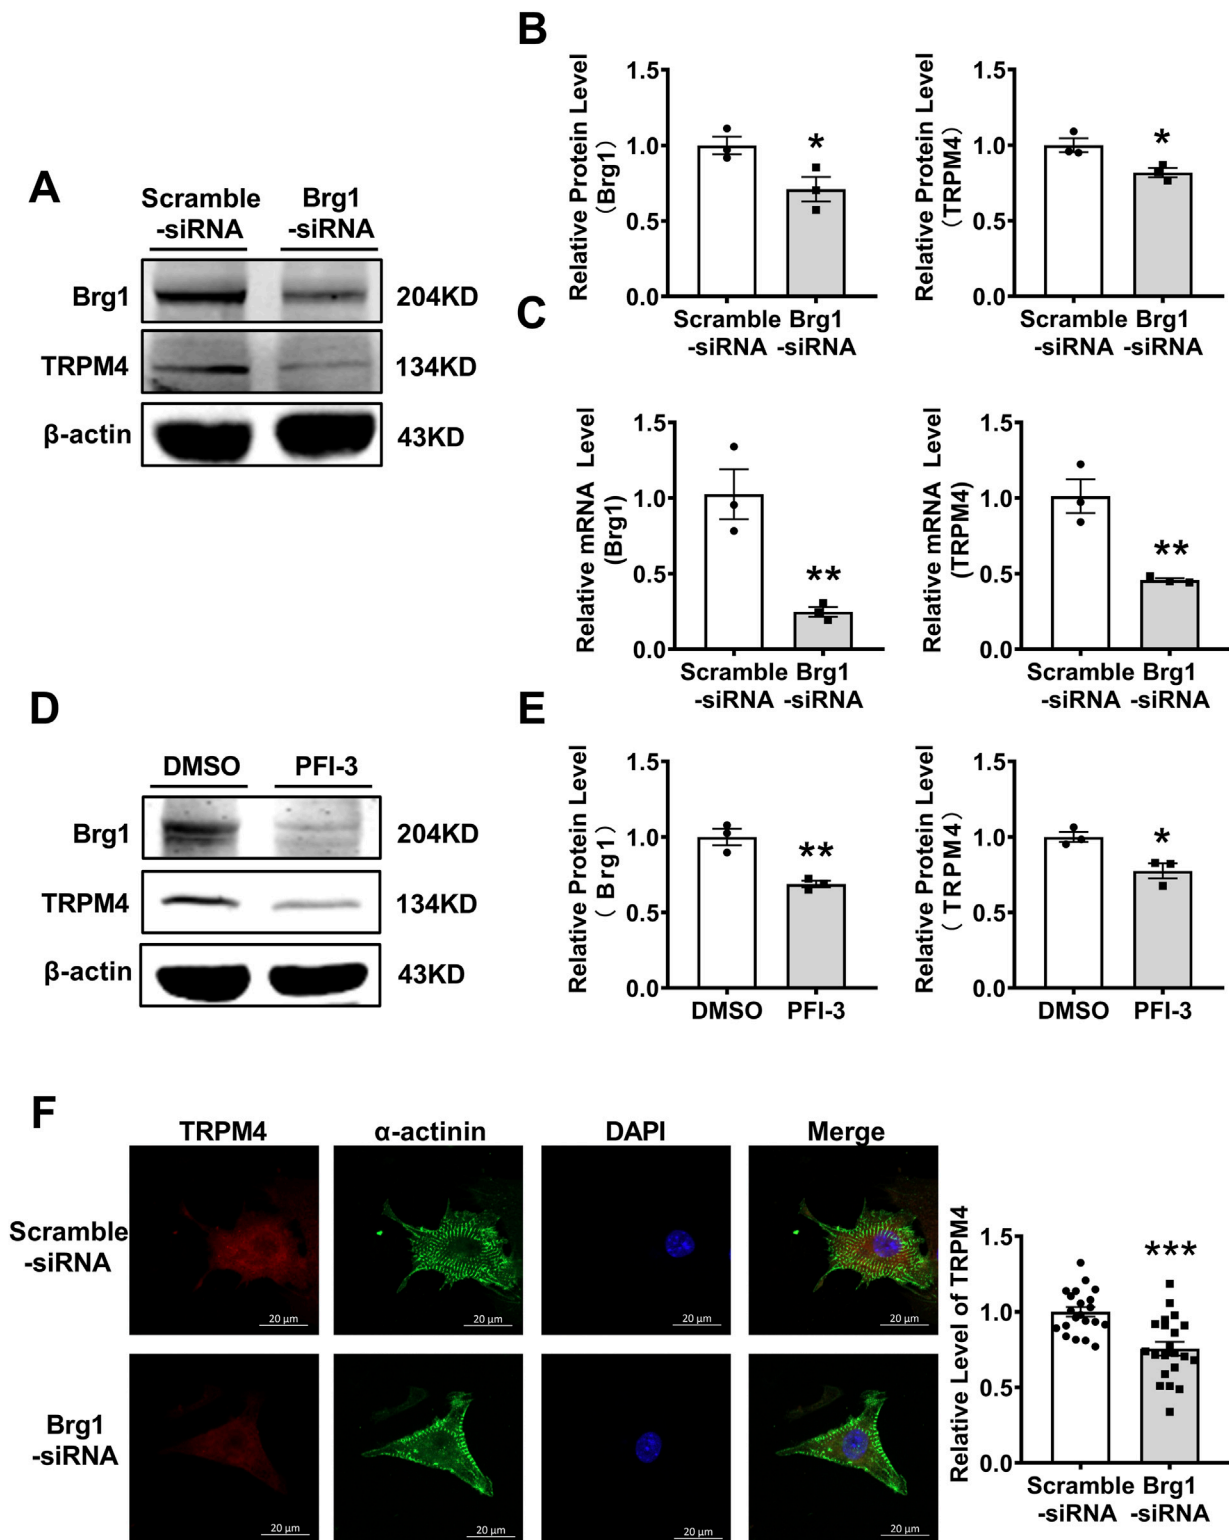 A
Scramble
-siRNA
Brg1
-siRNA
Brg1
204KD
TRPM4
134KD
β-actin
43KD
B
Relative Protein Level
(Brg1)
1.5
1.0
0.5
0.0
*
Scramble Brg1
-siRNA -siRNA
Relative Protein Level
(TRPM4)
1.5
1.0
0.5
0.0
*
Scramble Brg1
-siRNA -siRNA
C
Relative mRNA Level
(Brg1)
1.5
1.0
0.5
0.0
**
Scramble Brg1
-siRNA -siRNA
Relative mRNA Level
(TRPM4)
1.5
1.0
0.5
0.0
**
Scramble Brg1
-siRNA -siRNA
D
DMSO PFI-3
Brg1
204KD
TRPM4
134KD
β-actin
43KD
E
Relative Protein Level
( Brg1 )
1.5
1.0
0.5
0.0
**
DMSO PFI-3
Relative Protein Level
( TRPM4 )
1.5
1.0
0.5
0.0
*
DMSO PFI-3
F
TRPM4 α-actinin DAPI Merge
Scramble
-siRNA
20 μm
20 μm
20 μm
20 μm
Brg1
-siRNA
20 μm
20 μm
20 μm
20 μm
Relative Level of TRPM4
1.5
1.0
0.5
0.0
***
Scramble Brg1
-siRNA -siRNA